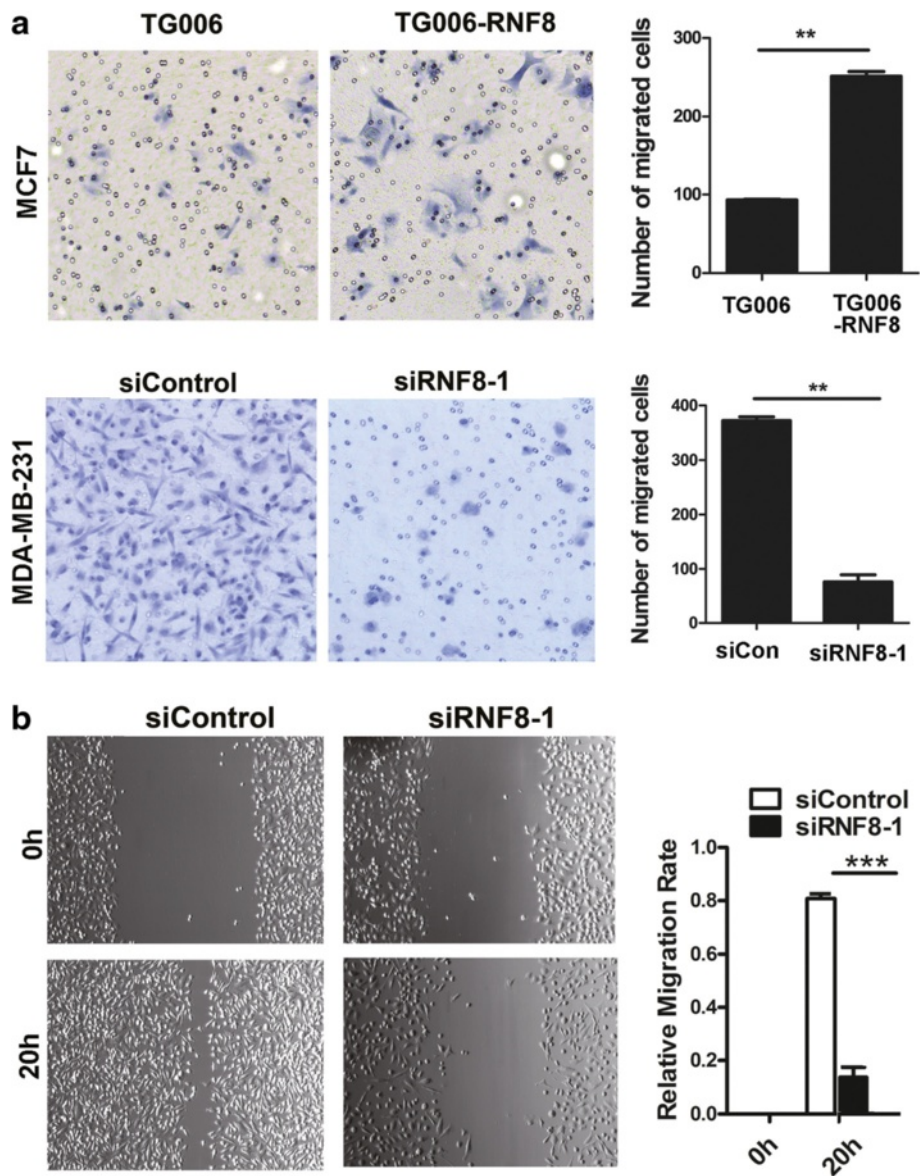 a
TG006
TG006-RNF8
MCF7
Number of migrated cells
300
200
100
0
**
TG006
TG006
-RNF8
siControl
siRNF8-1
MDA-MB-231
Number of migrated cells
400
300
200
100
0
**
siCon
siRNF8-1
b
siControl
siRNF8-1
0h
20h
siControl
siRNF8-1
Relative Migration Rate
1.0
0.8
0.6
0.4
0.2
0.0
***
0h
20h